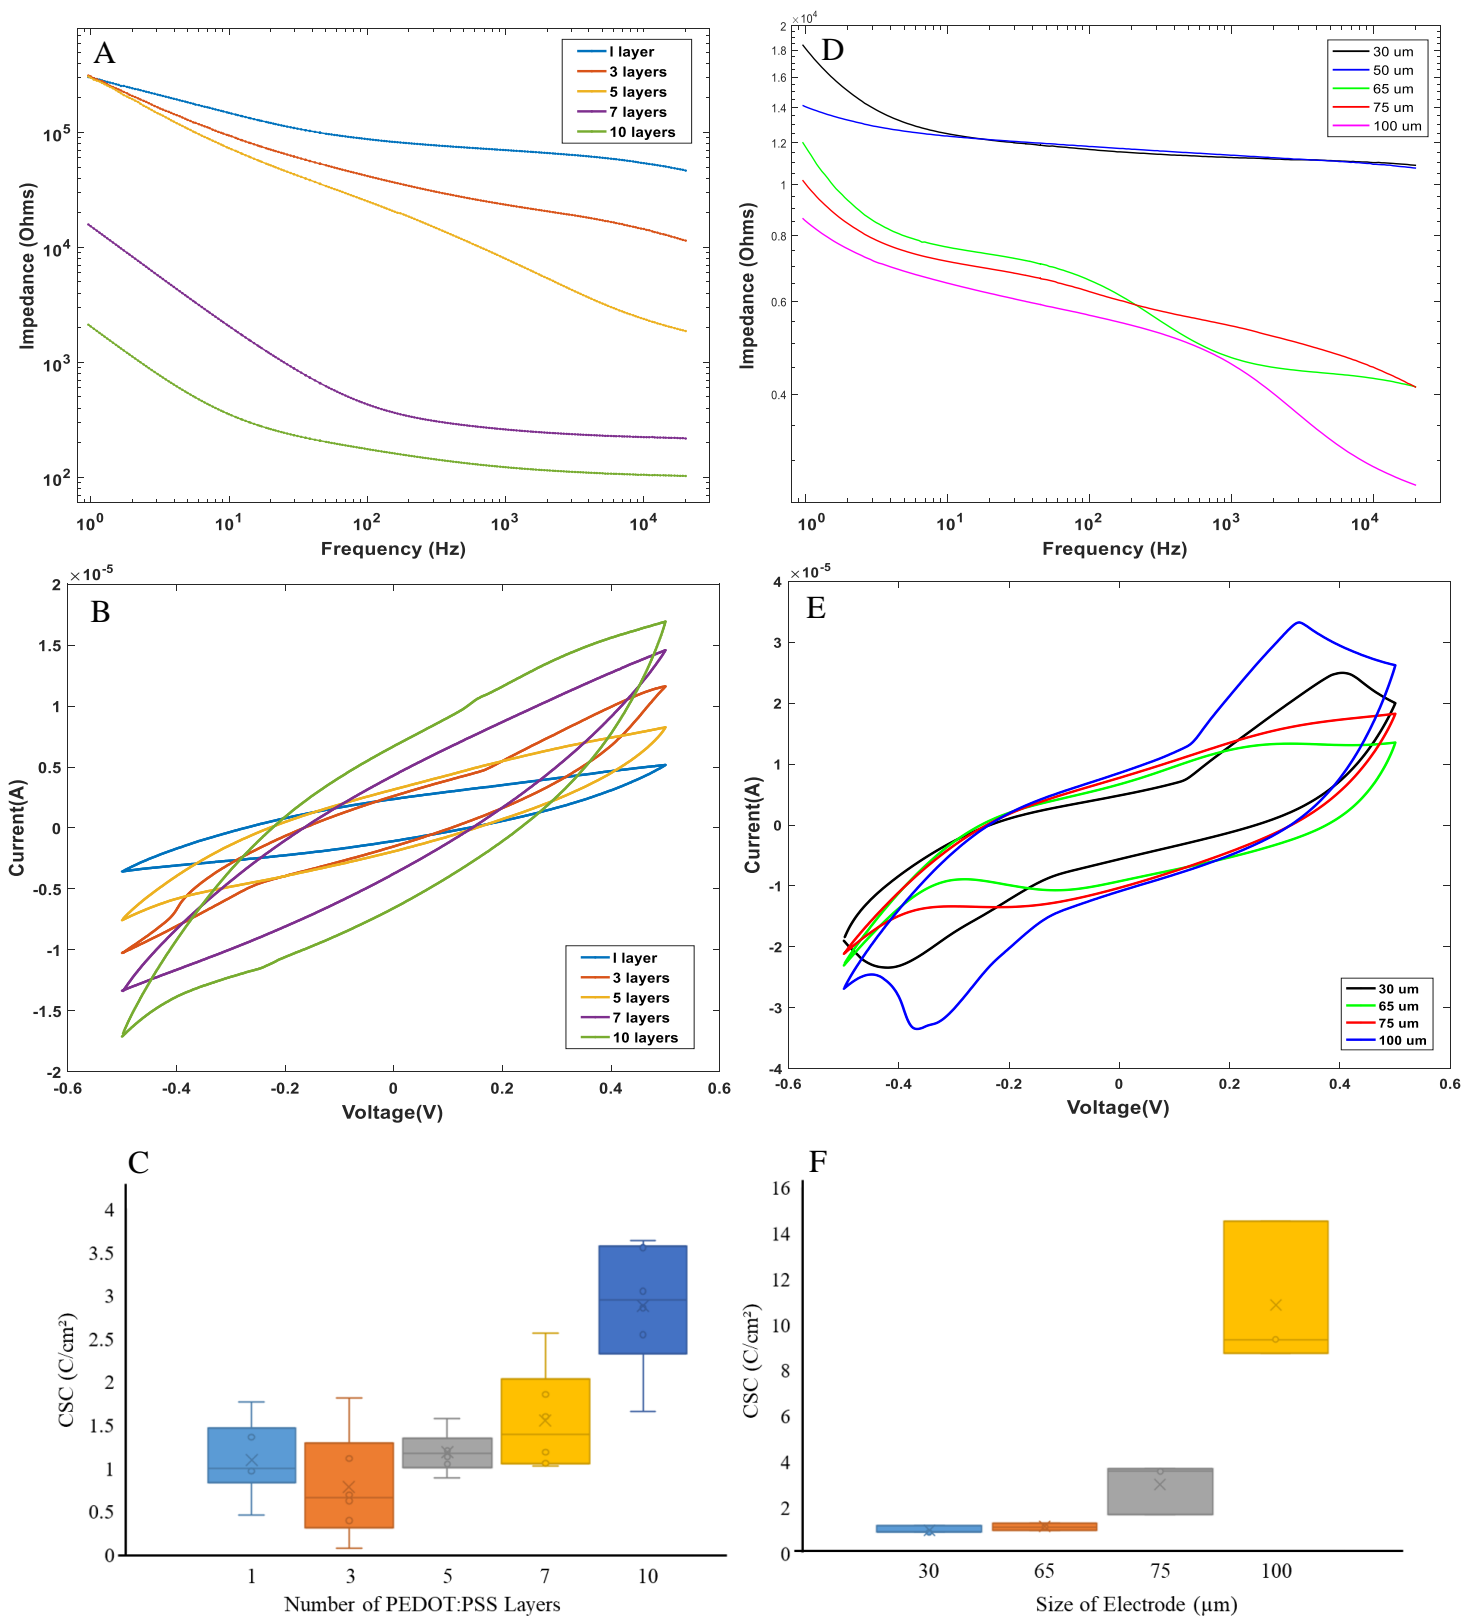 A
I layer
3 layers
5 layers
7 layers
10 layers
10^5
10^4
10^3
10^2
Impedance (Ohms)
10^0 10^1 10^2 10^3 10^4
Frequency (Hz)
D
×10^4
30 um
50 um
65 um
75 um
100 um
2
1.8
1.6
1.4
1.2
1
0.8
0.6
0.4
Impedance (Ohms)
10^0 10^1 10^2 10^3 10^4
Frequency (Hz)
B
×10^-5
2
1.5
1
0.5
0
-0.5
-1
-1.5
-2
Current(A)
I layer
3 layers
5 layers
7 layers
10 layers
-0.6 -0.4 -0.2 0 0.2 0.4 0.6
Voltage(V)
E
×10^-5
4
3
2
1
0
-1
-2
-3
-4
Current(A)
30 um
65 um
75 um
100 um
-0.6 -0.4 -0.2 0 0.2 0.4 0.6
Voltage(V)
C
4
3.5
3
2.5
2
1.5
1
0.5
0
CSC (C/cm²)
1 3 5 7 10
Number of PEDOT:PSS Layers
F
16
14
12
10
8
6
4
2
0
CSC (C/cm²)
30 65 75 100
Size of Electrode (µm)